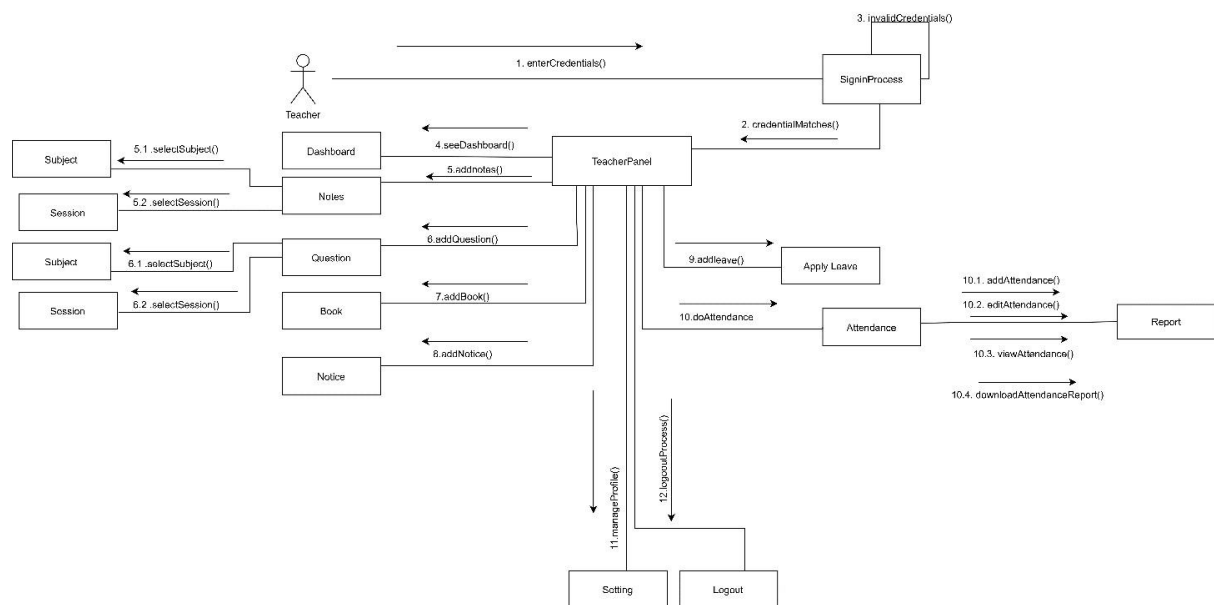 3. invalidCredentials()
1. enterCredentials()
SigninProcess
Teacher
2. credentialMatches()
5.1 .selectSubject()
Dashboard
4.seeDashboard()
TeacherPanel
Subject
5.addnotes()
Notes
5.2 .selectSession()
Session
6.addQuestion()
Subject
6.1 .selectSubject()
Question
9.addleave()
Apply Leave
10.1. addAttendance()
Session
6.2 .selectSession()
7.addBook()
Book
10.2. editAttendance()
10.doAttendance
Attendance
Report
8.addNotice()
10.3. viewAttendance()
Notice
10.4. downloadAttendanceReport()
11.manageProfile()
12.logooutProcess()
Setting
Logout